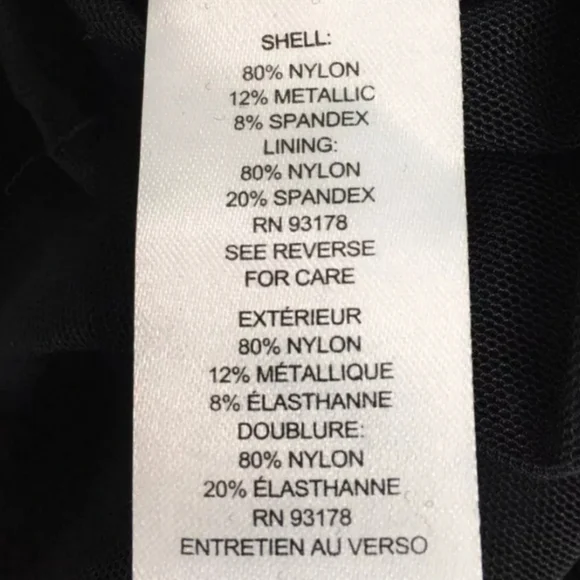 SHELL:
80% NYLON
12% METALLIC
8% SPANDEX
LINING:
80% NYLON
20% SPANDEX
RN 93178
SEE REVERSE
FOR CARE
EXTÉRIEUR
80% NYLON
12% MÉTALLIQUE
8% ÉLASTHANNE
DOUBLURE:
80% NYLON
20% ÉLASTHANNE
RN 93178
ENTRETIEN AU VERSO